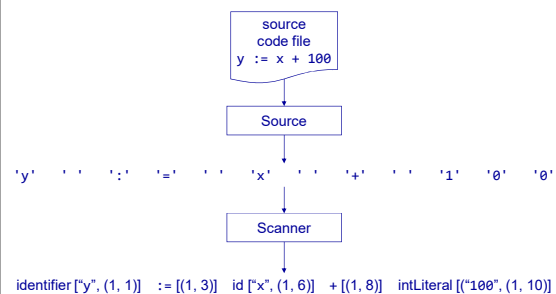 source
code file
y := x + 100
Source
'y' ' ' ':' '=' ' ' 'x' ' ' '+' ' ' '1' '0' '0'
Scanner
identifier [“y”, (1, 1)] := [(1, 3)] id [“x”, (1, 6)] + [(1, 8)] intLiteral [(“100”, (1, 10)]